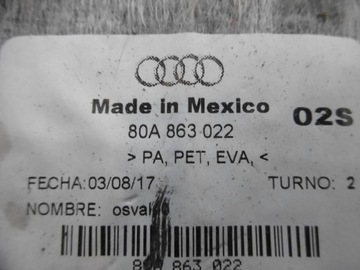 Made in Mexico
02S
80A 863 022
> PA, PET, EVA, <
FECHA:03/08/17 TURNO: 2
NOMBRE:
80A 863 022